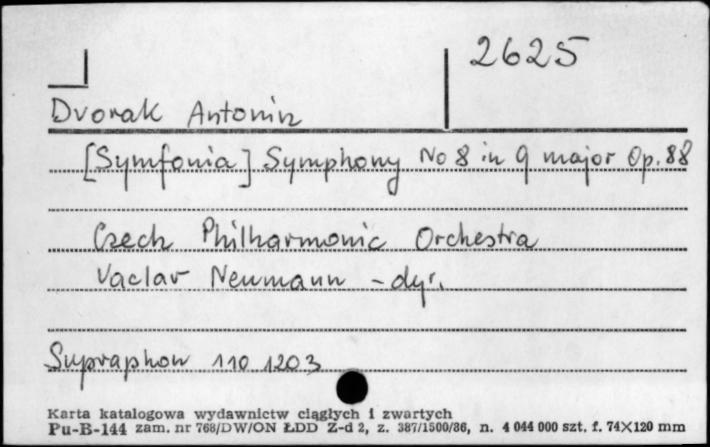 2625
Dvorak Antonin
[Symfonia] Symphony No 8 in G major Op. 88
Czech Philharmonic Orchestra
Vaclav Neumann - dyr.
Supraphon 110 1203
Karta katalogowa wydawnictw ciągłych i zwartych
Pu-B-144 zam. nr 768/DW/ON ŁDD Z-d 2, z. 387/1500/86, n. 4 044 000 szt. f. 74×120 mm